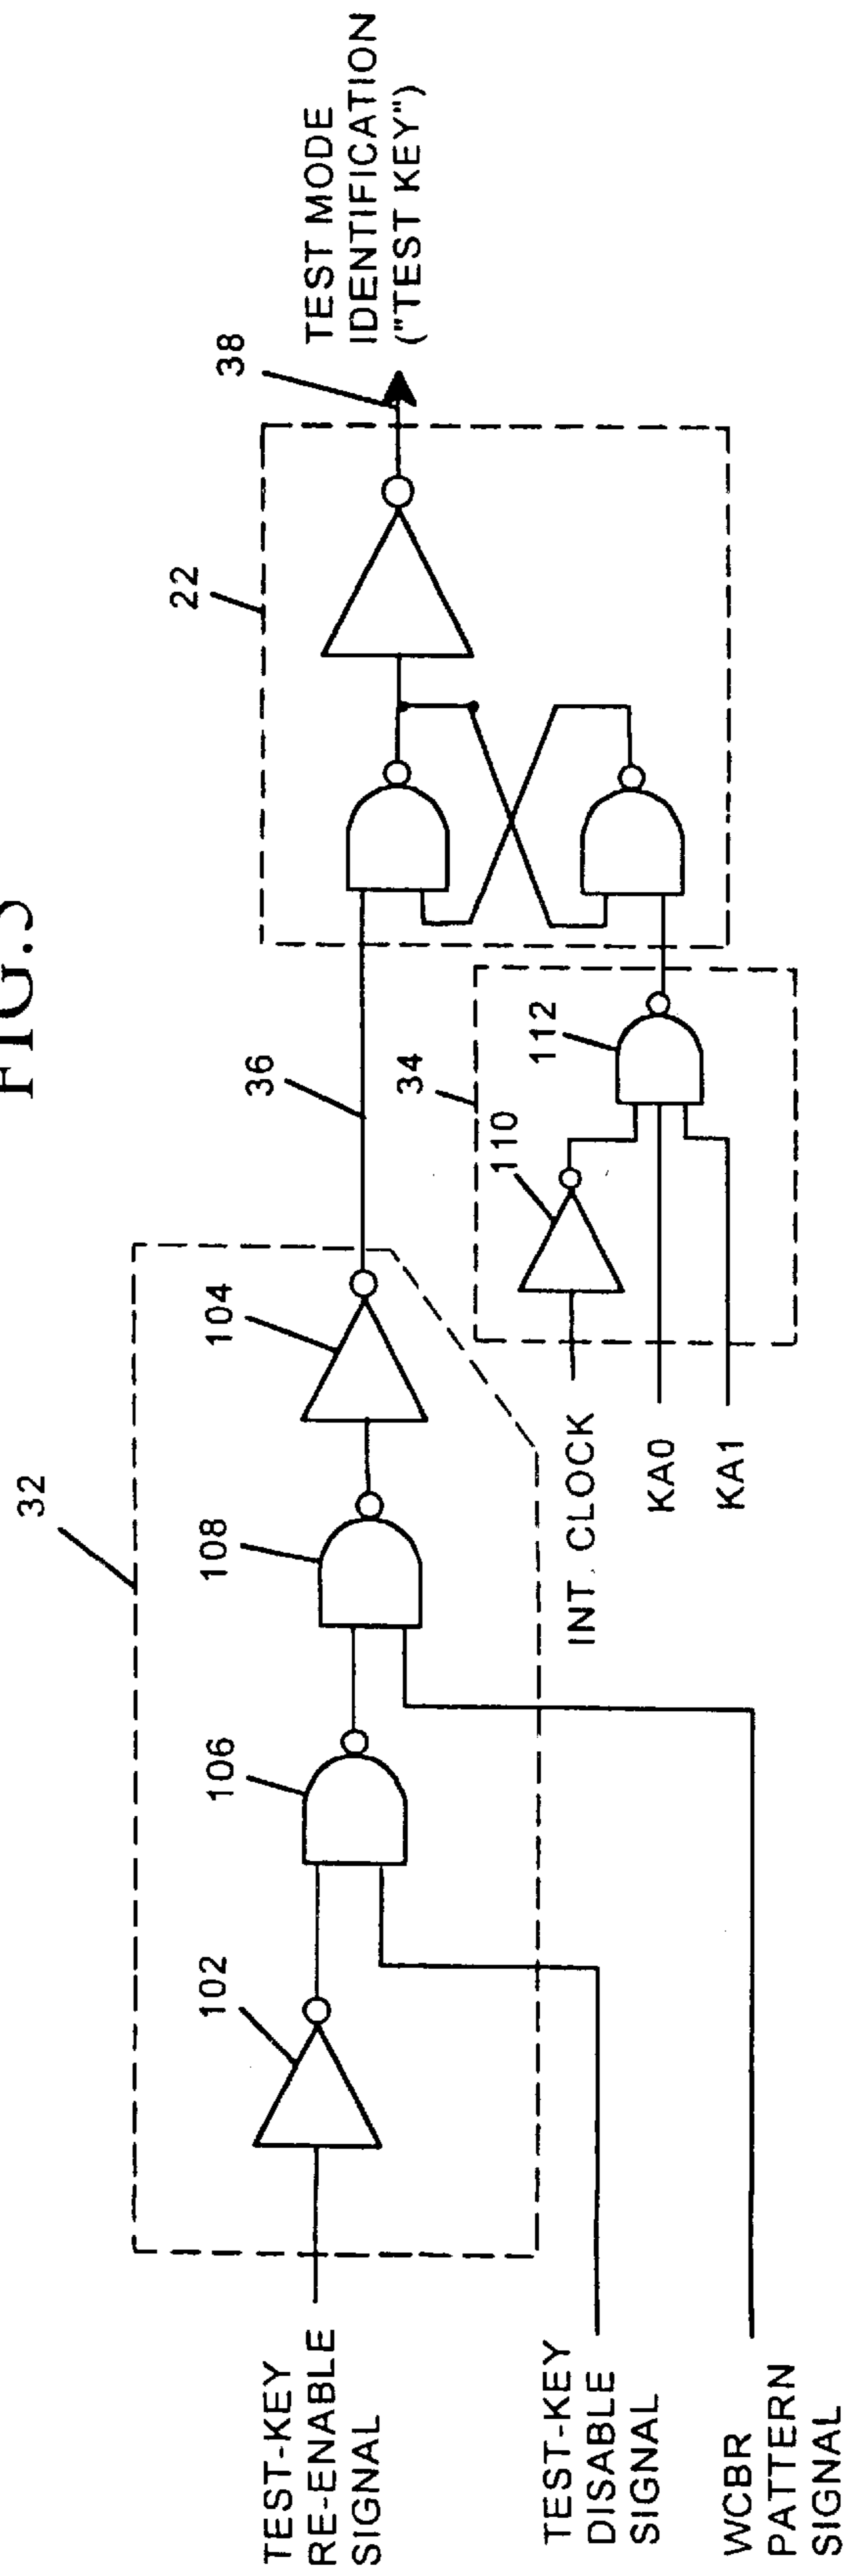 FIG.3
32
102
106
108
104
36
34
110
112
22
38
TEST MODE
IDENTIFICATION
("TEST KEY")
TEST-KEY
RE-ENABLE
SIGNAL
TEST-KEY
DISABLE
SIGNAL
WCBR
PATTERN
SIGNAL
INT. CLOCK
KA0
KA1